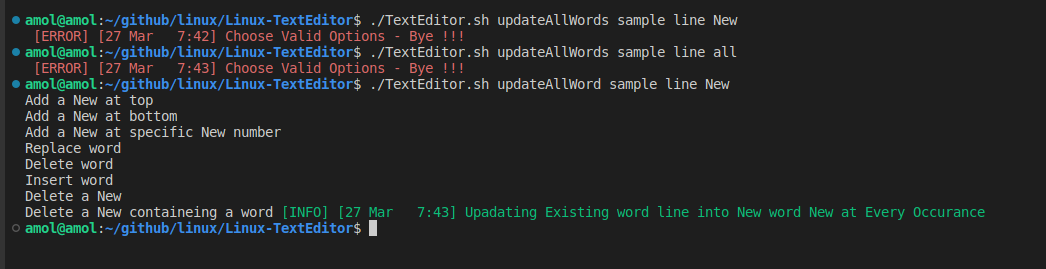 amol@amol:~/github/linux/Linux-TextEditor$ ./TextEditor.sh updateAllWords sample line New
[ERROR] [27 Mar   7:42] Choose Valid Options - Bye !!!
amol@amol:~/github/linux/Linux-TextEditor$ ./TextEditor.sh updateAllWords sample line all
[ERROR] [27 Mar   7:43] Choose Valid Options - Bye !!!
amol@amol:~/github/linux/Linux-TextEditor$ ./TextEditor.sh updateAllWord sample line New
Add a New at top
Add a New at bottom
Add a New at specific New number
Replace word
Delete word
Insert word
Delete a New
Delete a New containeing a word [INFO] [27 Mar   7:43] Upadating Existing word line into New word New at Every Occurance
amol@amol:~/github/linux/Linux-TextEditor$